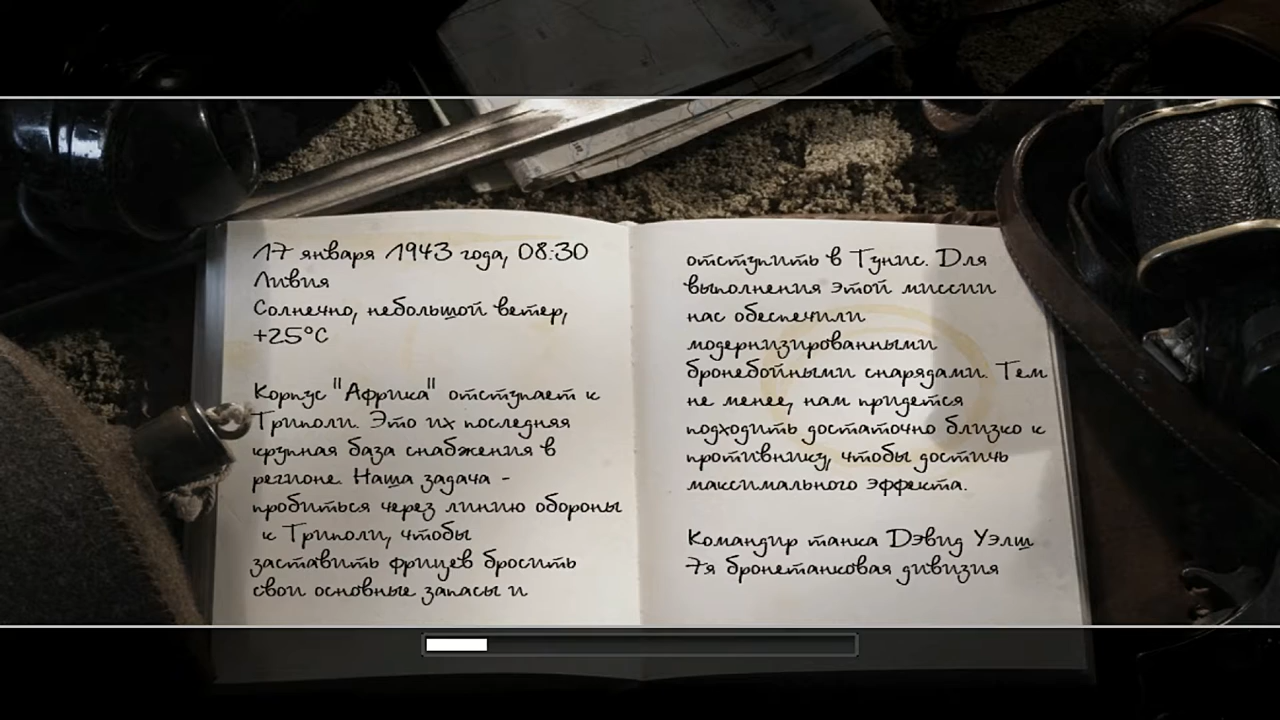 17 января 1943 года, 08:30
Ливия
Солнечно, небольшой ветер,
+25°С
Корпус "Африка" отступает к
Триполи. Это их последняя
крупная база снабжения в
регионе. Наша задача -
пробиться через линию обороны
к Триполи, чтобы
заставить фрицев бросить
свои основные запасы и
отступить в Тунис. Для
выполнения этой миссии
нас обеспечили
модернизированными
бронебойными снарядами. Тем
не менее, нам придется
подходить достаточно близко к
противнику, чтобы достичь
максимального эффекта.
Командир танка Дэвид Уэлш
7я бронетанковая дивизия